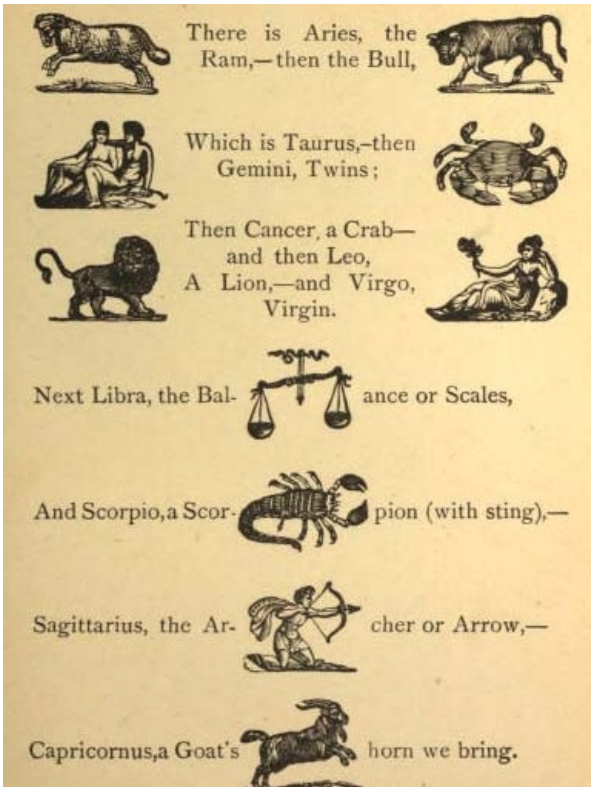 There is Aries, the
Ram,—then the Bull,
Which is Taurus,–then
Gemini, Twins;
Then Cancer, a Crab—
and then Leo,
A Lion,—and Virgo,
Virgin.
Next Libra, the Bal- ance or Scales,
And Scorpio, a Scor- pion (with sting),—
Sagittarius, the Ar- cher or Arrow,—
Capricornus, a Goat's horn we bring.